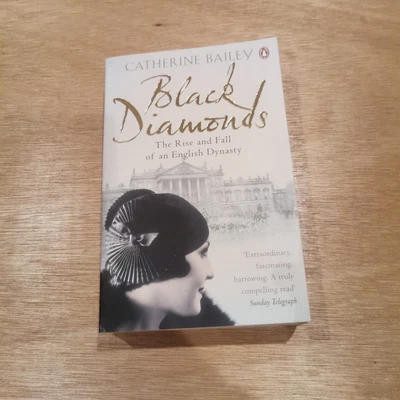 CATHERINE BAILEY
Black
Diamonds
The Rise and Fall
of an English Dynasty
'Extraordinary,
fascinating,
harrowing. A truly
compelling read'
Sunday Telegraph